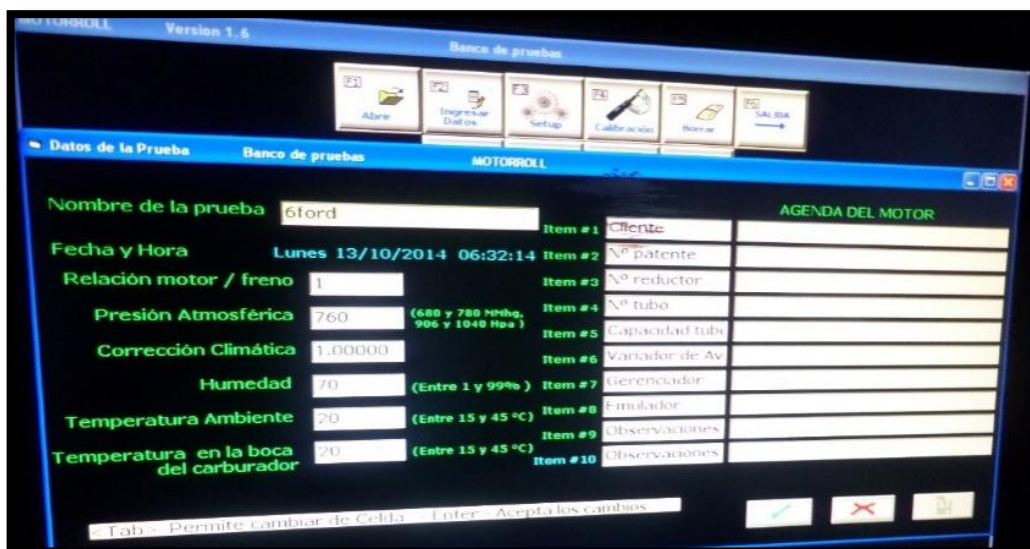 MOTORROLL Version 1.6
Banco de pruebas
F1 Abrir
F2 Ingresar Datos
F3 Setup
F4 Calibración
F5 Borrar
F6 SALIDA
Datos de la Prueba Banco de pruebas MOTORROLL
AGENDA DEL MOTOR
Nombre de la prueba 6ford
Item #1 Cliente
Fecha y Hora Lunes 13/10/2014 06:32:14
Item #2 Nº patente
Relación motor / freno 1
Item #3 Nº reductor
Presión Atmosférica 760 (680 y 780 MMhg, 906 y 1040 Hpa )
Item #4 Nº tubo
Item #5 Capacidad tub
Corrección Climática 1.00000
Item #6 Variador de Av
Humedad 70 (Entre 1 y 99% )
Item #7 Gerenciador
Temperatura Ambiente 20 (Entre 15 y 45 ºC)
Item #8 Emulador
Item #9 Observaciones
Temperatura en la boca del carburador 20 (Entre 15 y 45 ºC)
Item #10 Observaciones
< Tab > Permite cambiar de Celda - Enter - Acepta los cambios